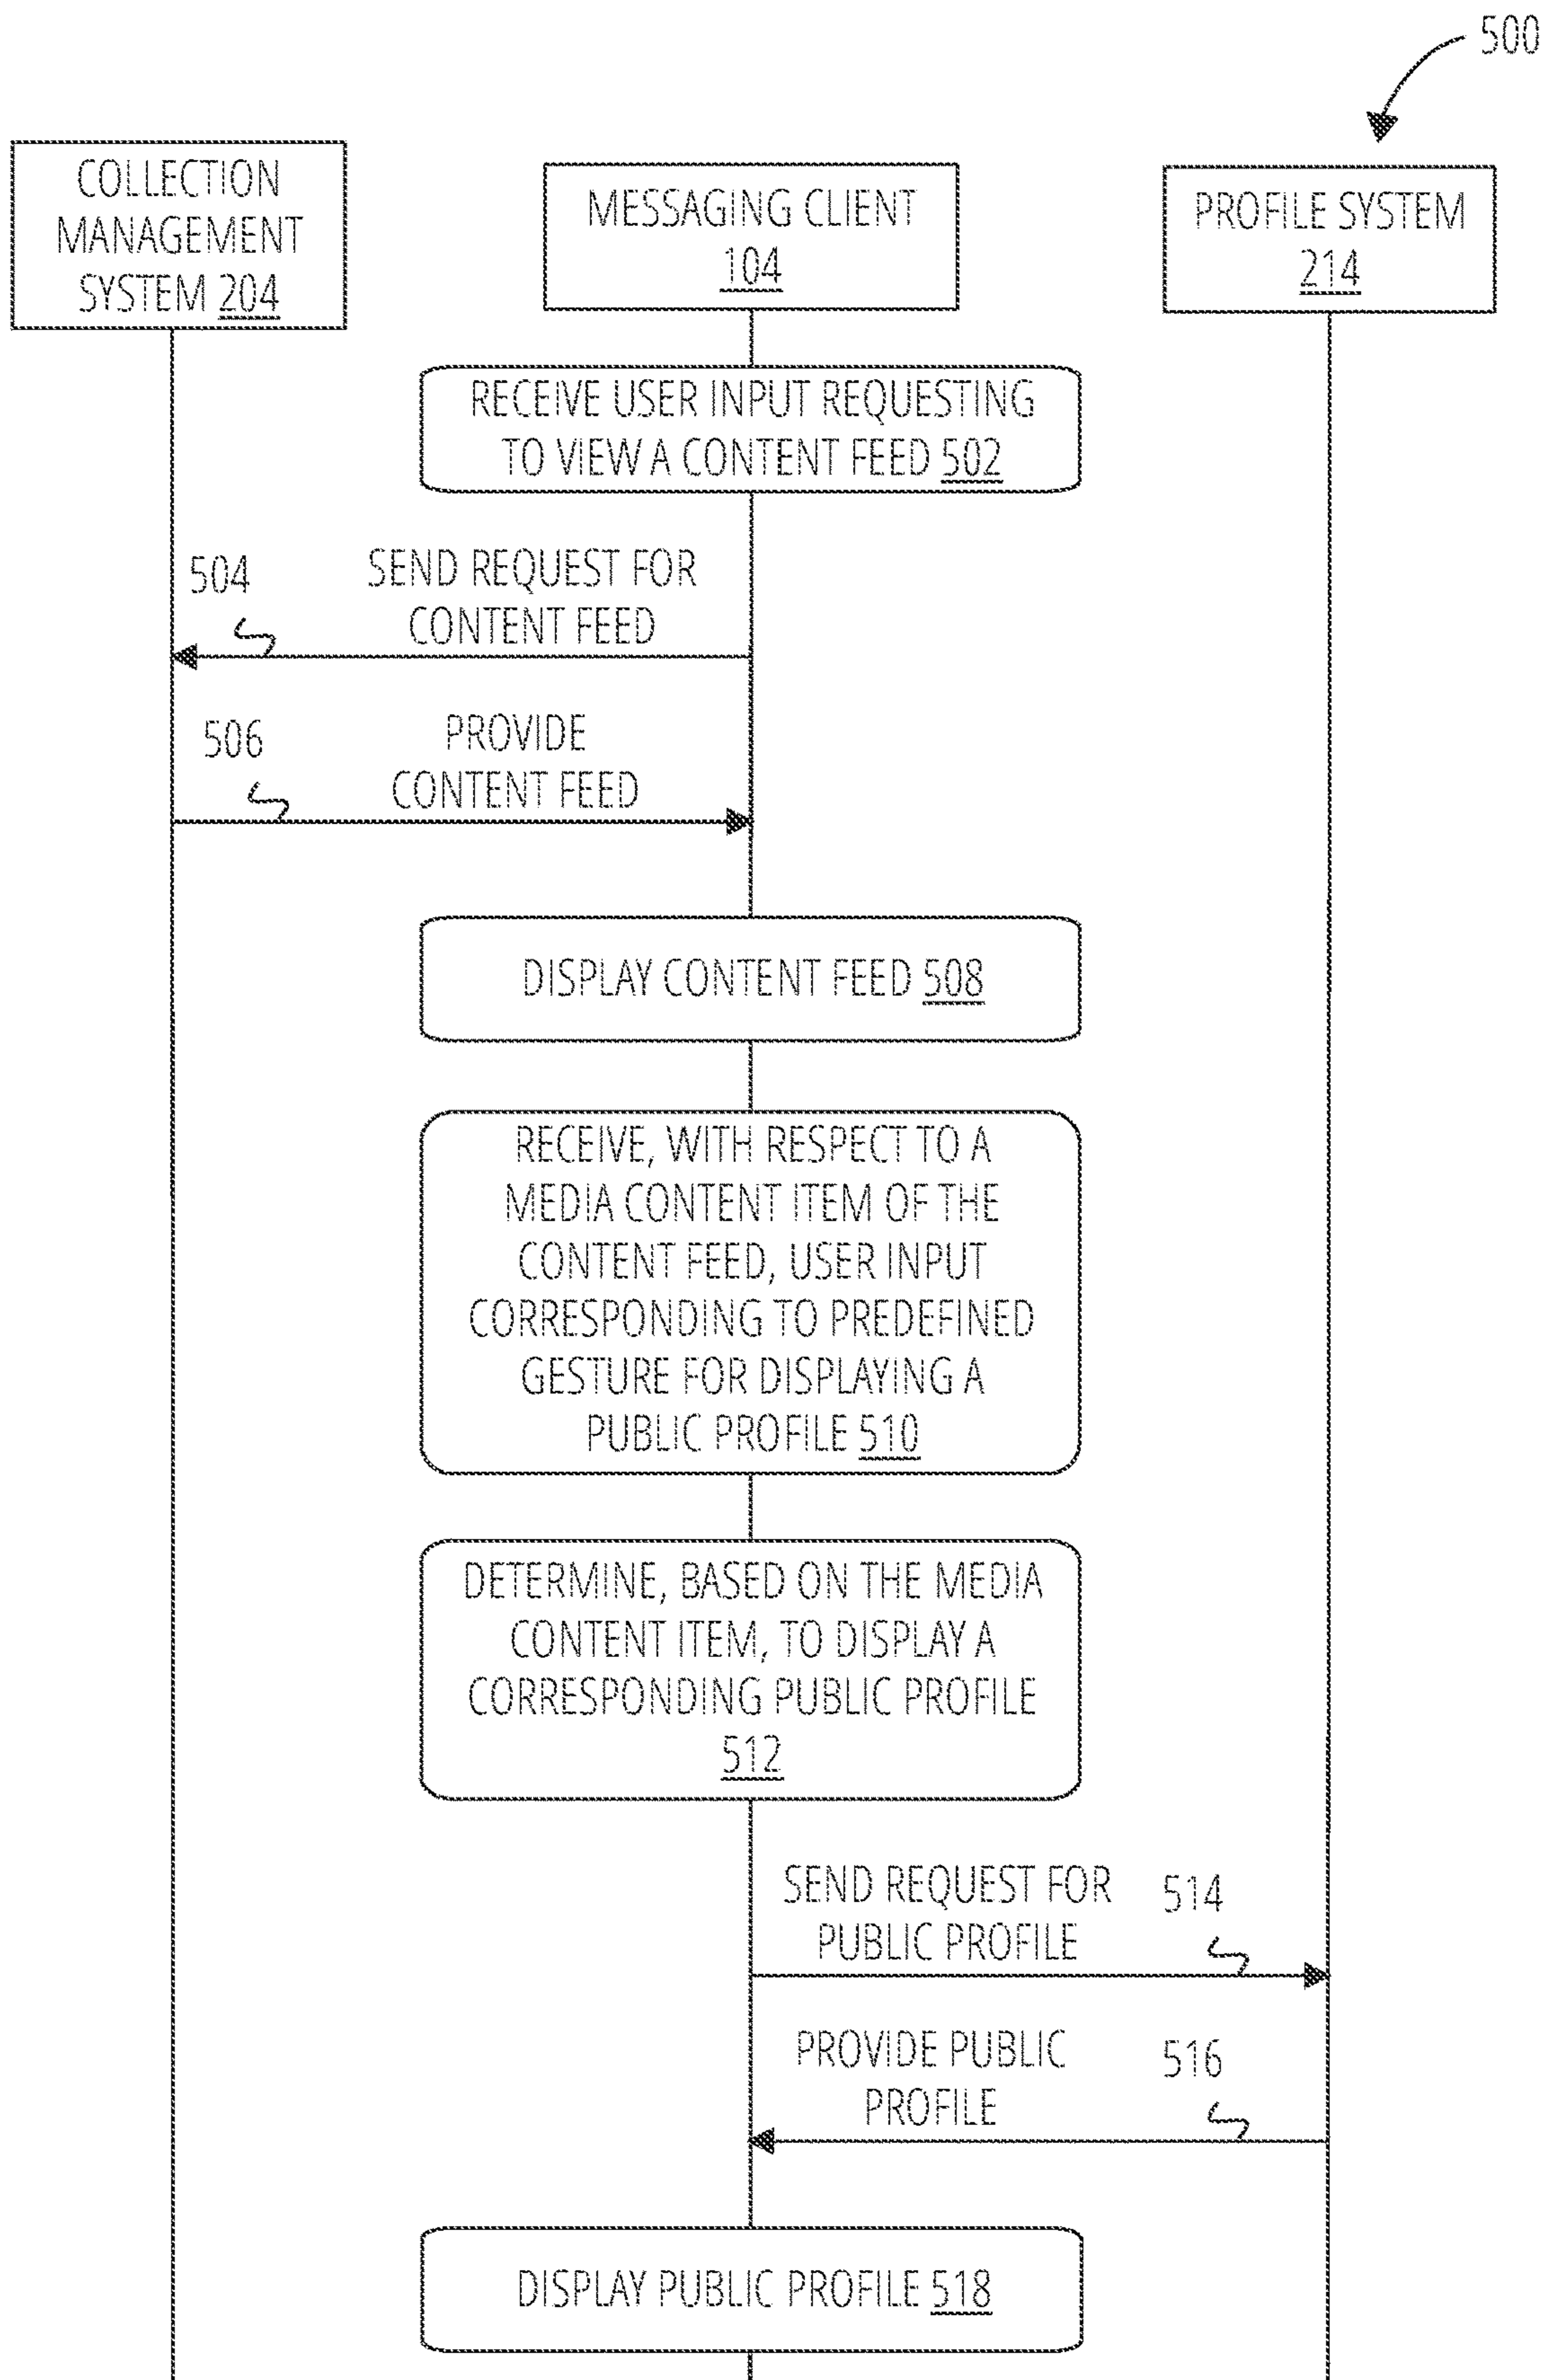 500
COLLECTION
MANAGEMENT
SYSTEM 204
MESSAGING CLIENT
104
PROFILE SYSTEM
214
RECEIVE USER INPUT REQUESTING
TO VIEW A CONTENT FEED 502
504
SEND REQUEST FOR
CONTENT FEED
506
PROVIDE
CONTENT FEED
DISPLAY CONTENT FEED 508
RECEIVE, WITH RESPECT TO A
MEDIA CONTENT ITEM OF THE
CONTENT FEED, USER INPUT
CORRESPONDING TO PREDEFINED
GESTURE FOR DISPLAYING A
PUBLIC PROFILE 510
DETERMINE, BASED ON THE MEDIA
CONTENT ITEM, TO DISPLAY A
CORRESPONDING PUBLIC PROFILE
512
SEND REQUEST FOR
PUBLIC PROFILE
514
PROVIDE PUBLIC
PROFILE
516
DISPLAY PUBLIC PROFILE 518